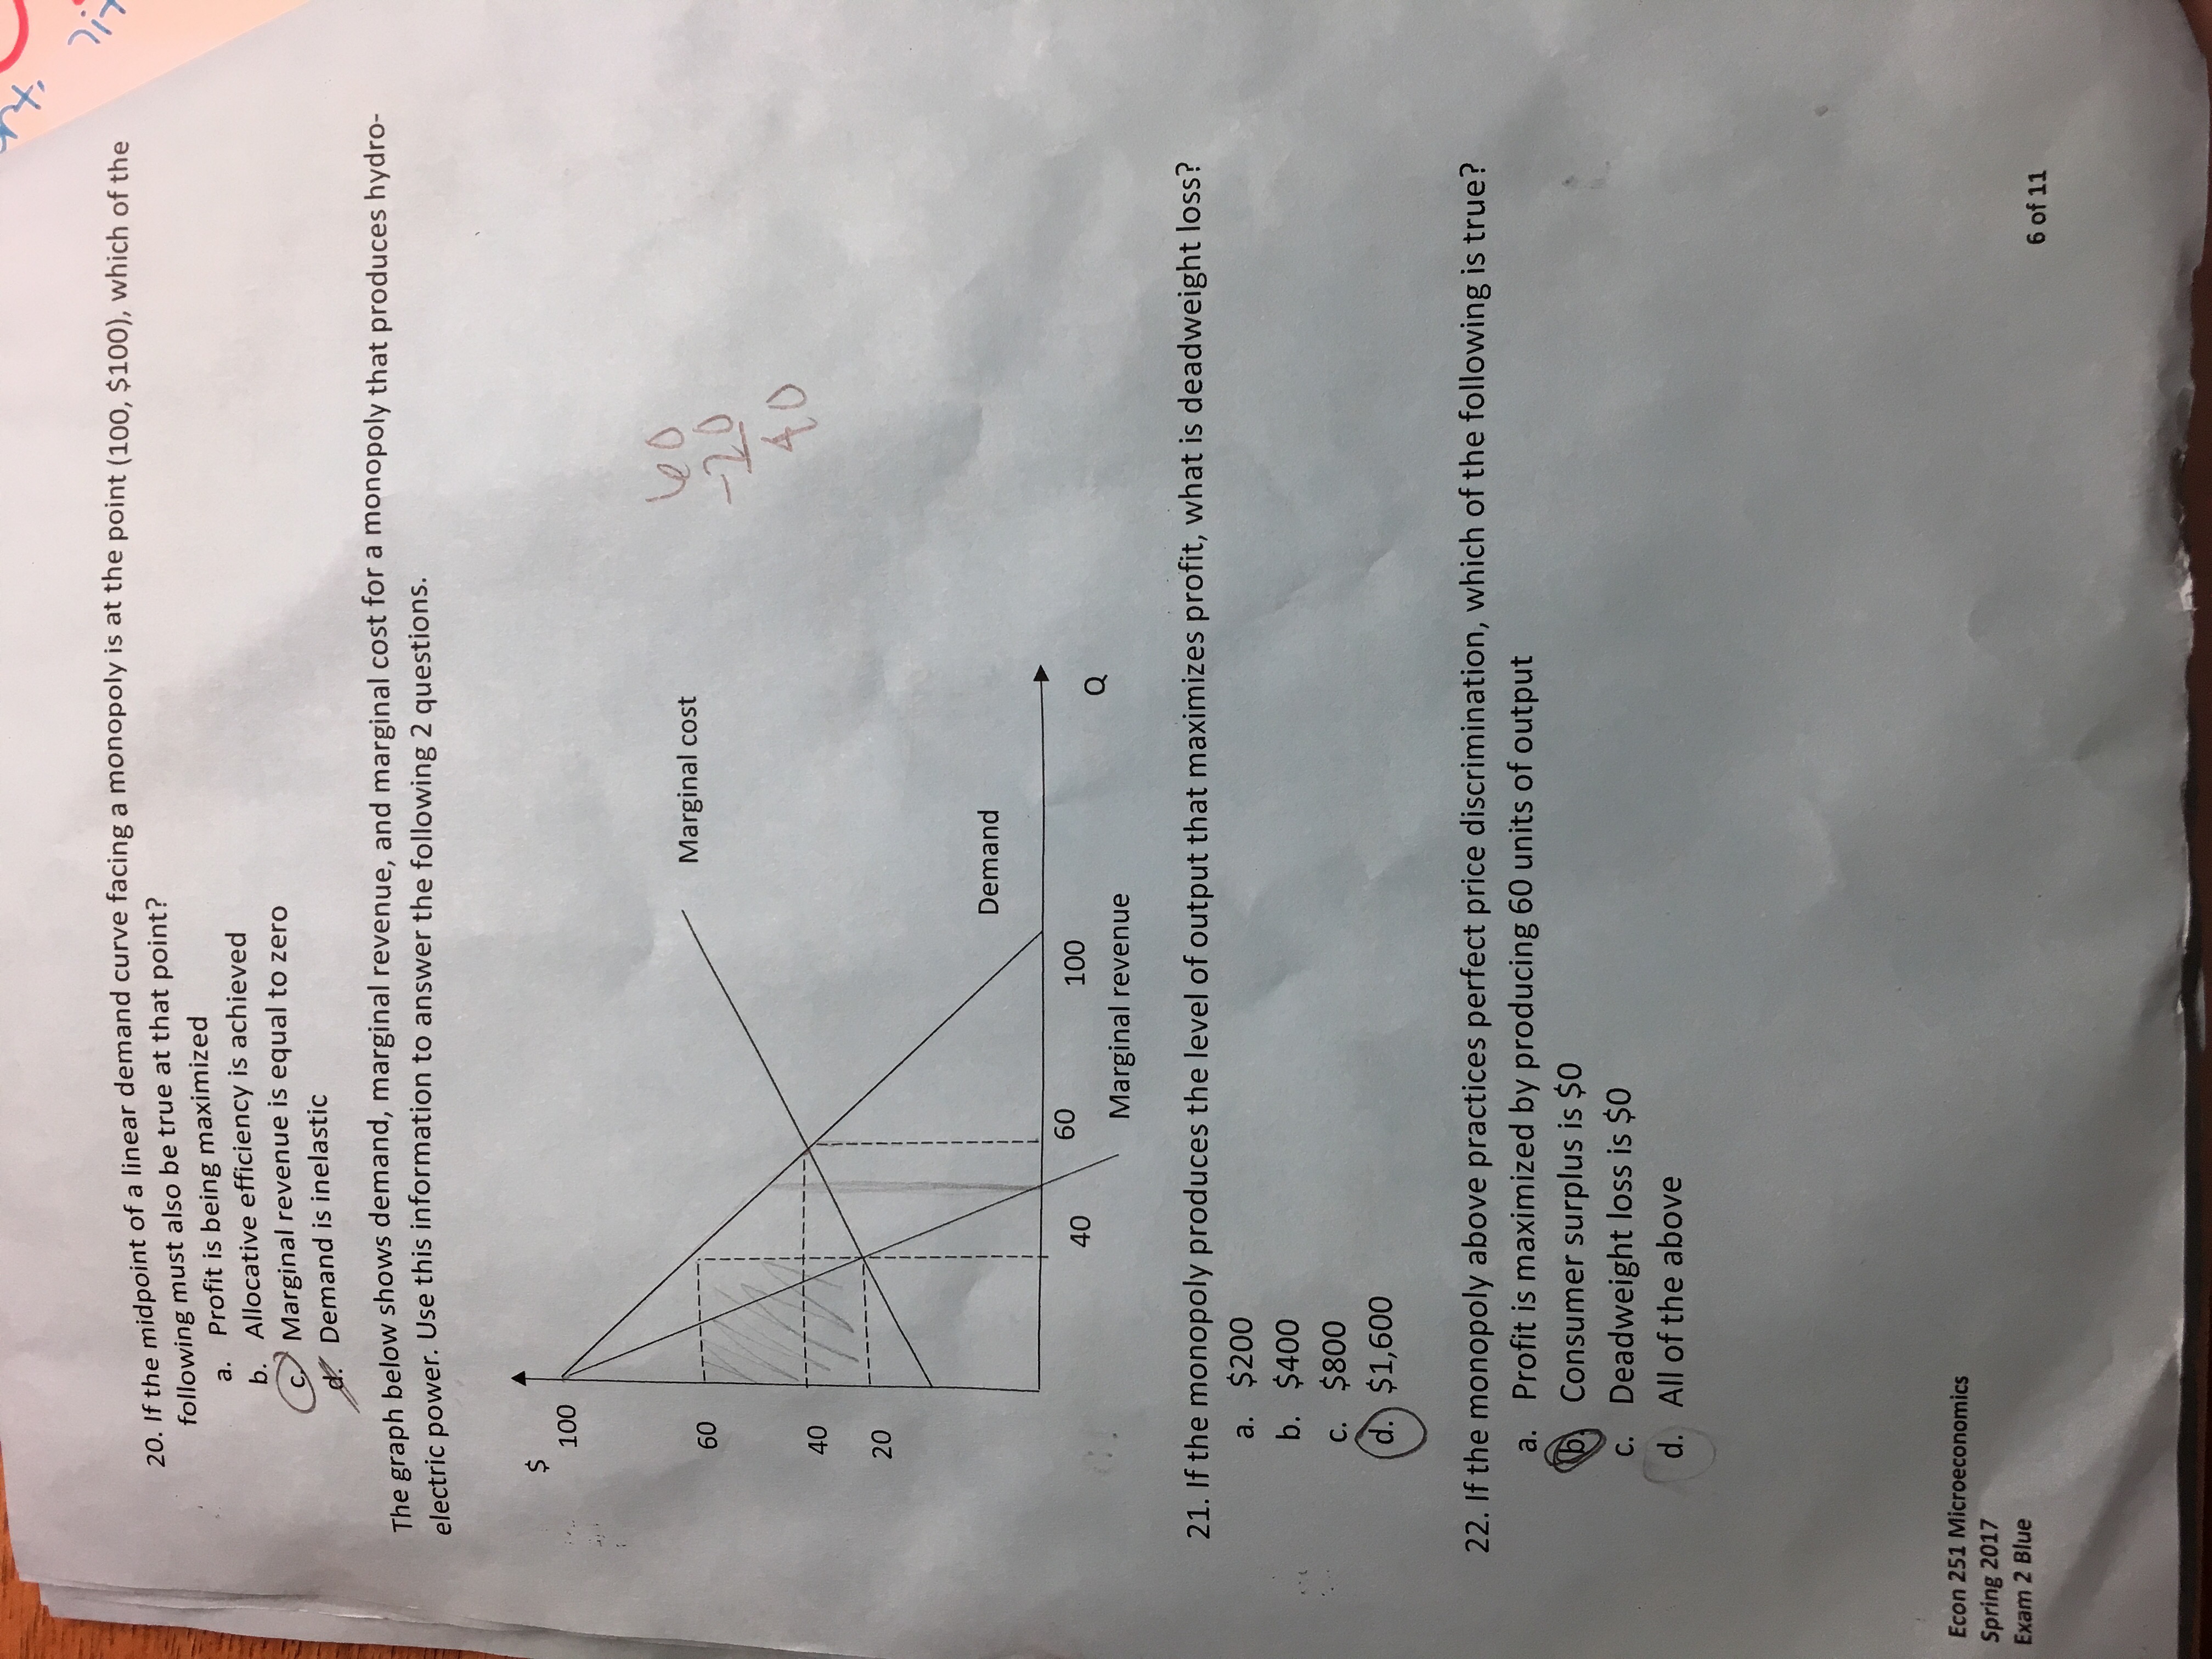 20. If the midpoint of a linear demand curve facing a monopoly is at the point (100, $100), which of the
following must also be true at that point?
a. Profit is being maximized
b. Allocative efficiency is achieved
c. Marginal revenue is equal to zero
d. Demand is inelastic
The graph below shows demand, marginal revenue, and marginal cost for a monopoly that produces hydro-
electric power. Use this information to answer the following 2 questions.
$
100
60
Marginal cost
60
-20
40
40
20
Demand
40
60
100
Q
Marginal revenue
21. If the monopoly produces the level of output that maximizes profit, what is deadweight loss?
a. $200
b. $400
c. $800
d. $1,600
22. If the monopoly above practices perfect price discrimination, which of the following is true?
a. Profit is maximized by producing 60 units of output
b. Consumer surplus is $0
c. Deadweight loss is $0
d. All of the above
Econ 251 Microeconomics
Spring 2017
Exam 2 Blue
6 of 11